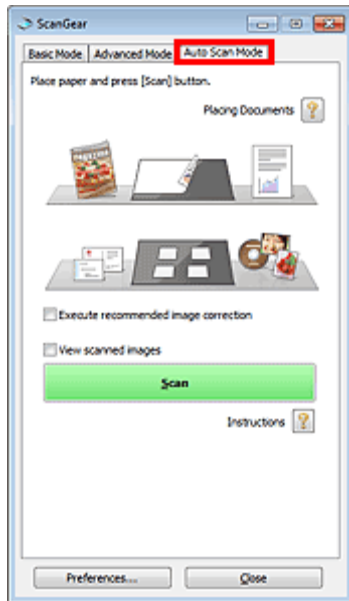 ScanGear
Basic Mode Advanced Mode Auto Scan Mode
Place paper and press [Scan] button.
Placing Documents ?
MAGAZINE
Execute recommended image correction
View scanned images
Scan
Instructions ?
Preferences... Close